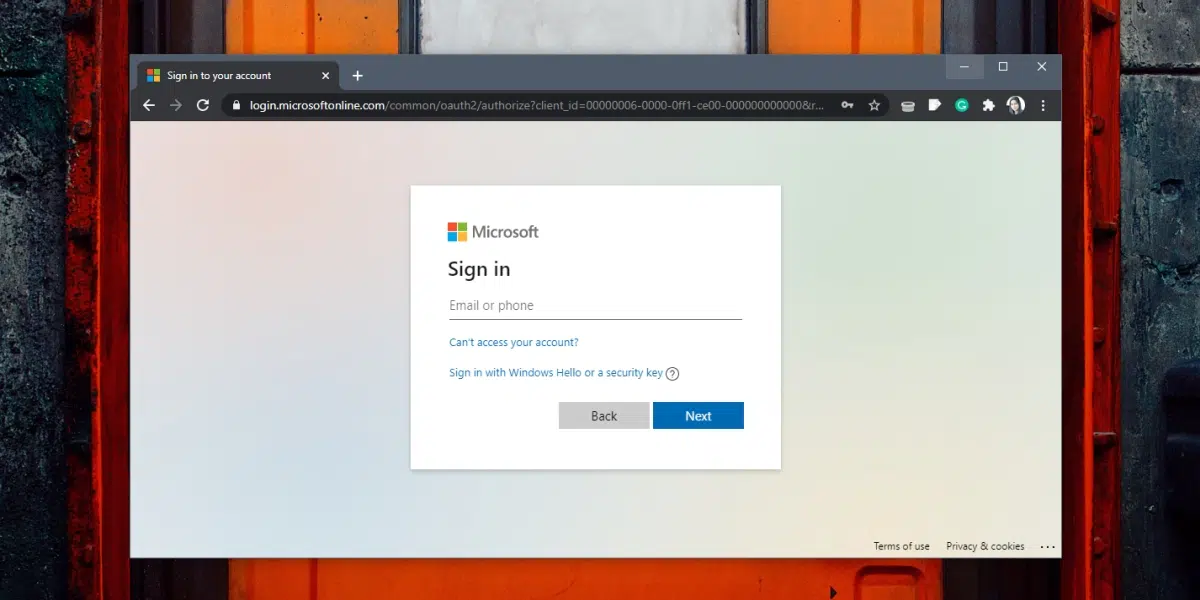 Sign in to your account
login.microsoftonline.com/common/oauth2/authorize?client_id=00000006-0000-0ff1-ce00-000000000000&r...
Microsoft
Sign in
Email or phone
Can't access your account?
Sign in with Windows Hello or a security key
Back Next
Terms of use Privacy & cookies